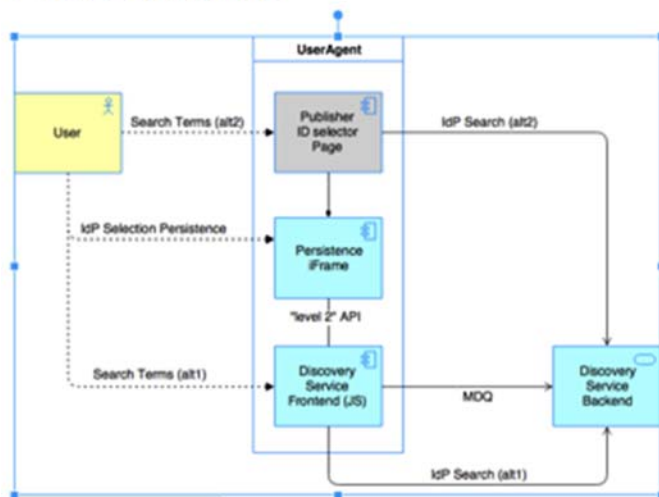 UserAgent
User
Search Terms (alt2)
Publisher
ID selector
Page
IdP Search (alt2)
IdP Selection Persistence
Persistence
iFrame
"level 2" API
Search Terms (alt1)
Discovery
Service
Frontend (JS)
MDQ
Discovery
Service
Backend
IdP Search (alt1)